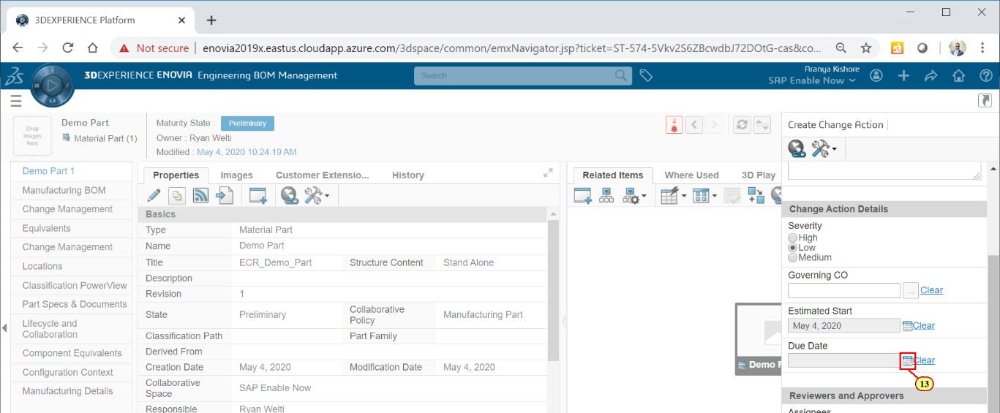 3DEXPERIENCE Platform
Not secure | enovia2019x.eastus.cloudapp.azure.com/3dspace/common/emxNavigator.jsp?ticket=ST-574-5Vkv2S6ZBcwdbJ72DOtG-cas&co...
3DEXPERIENCE ENOVIA Engineering BOM Management
Search
Aranya Kishore
SAP Enable Now
3D
V.R
Drop images here
Demo Part
Material Part (1)
Maturity State : Preliminary
Owner : Ryan Welti
Modified : May 4, 2020 10:24:19 AM
4
Demo Part 1
Manufacturing BOM
Change Management
Equivalents
Change Management
Locations
Classification PowerView
Part Specs & Documents
Lifecycle and
Collaboration
Component Equivalents
Configuration Context
Manufacturing Details
Properties Images Customer Extensio... History
Basics
Type Material Part
Name Demo Part
Title ECR_Demo_Part Structure Content Stand Alone
Description
Revision 1
State Preliminary Collaborative Policy Manufacturing Part
Classification Path Part Family
Derived From
Creation Date May 4, 2020 Modification Date May 4, 2020
Collaborative Space SAP Enable Now
Responsible Ryan Welti
Related Items Where Used 3D Play
Demo
Create Change Action
Change Action Details
Severity
High
Low
Medium
Governing CO
... Clear
Estimated Start
May 4, 2020 Clear
Due Date
Clear
13
Reviewers and Approvers
Assignees